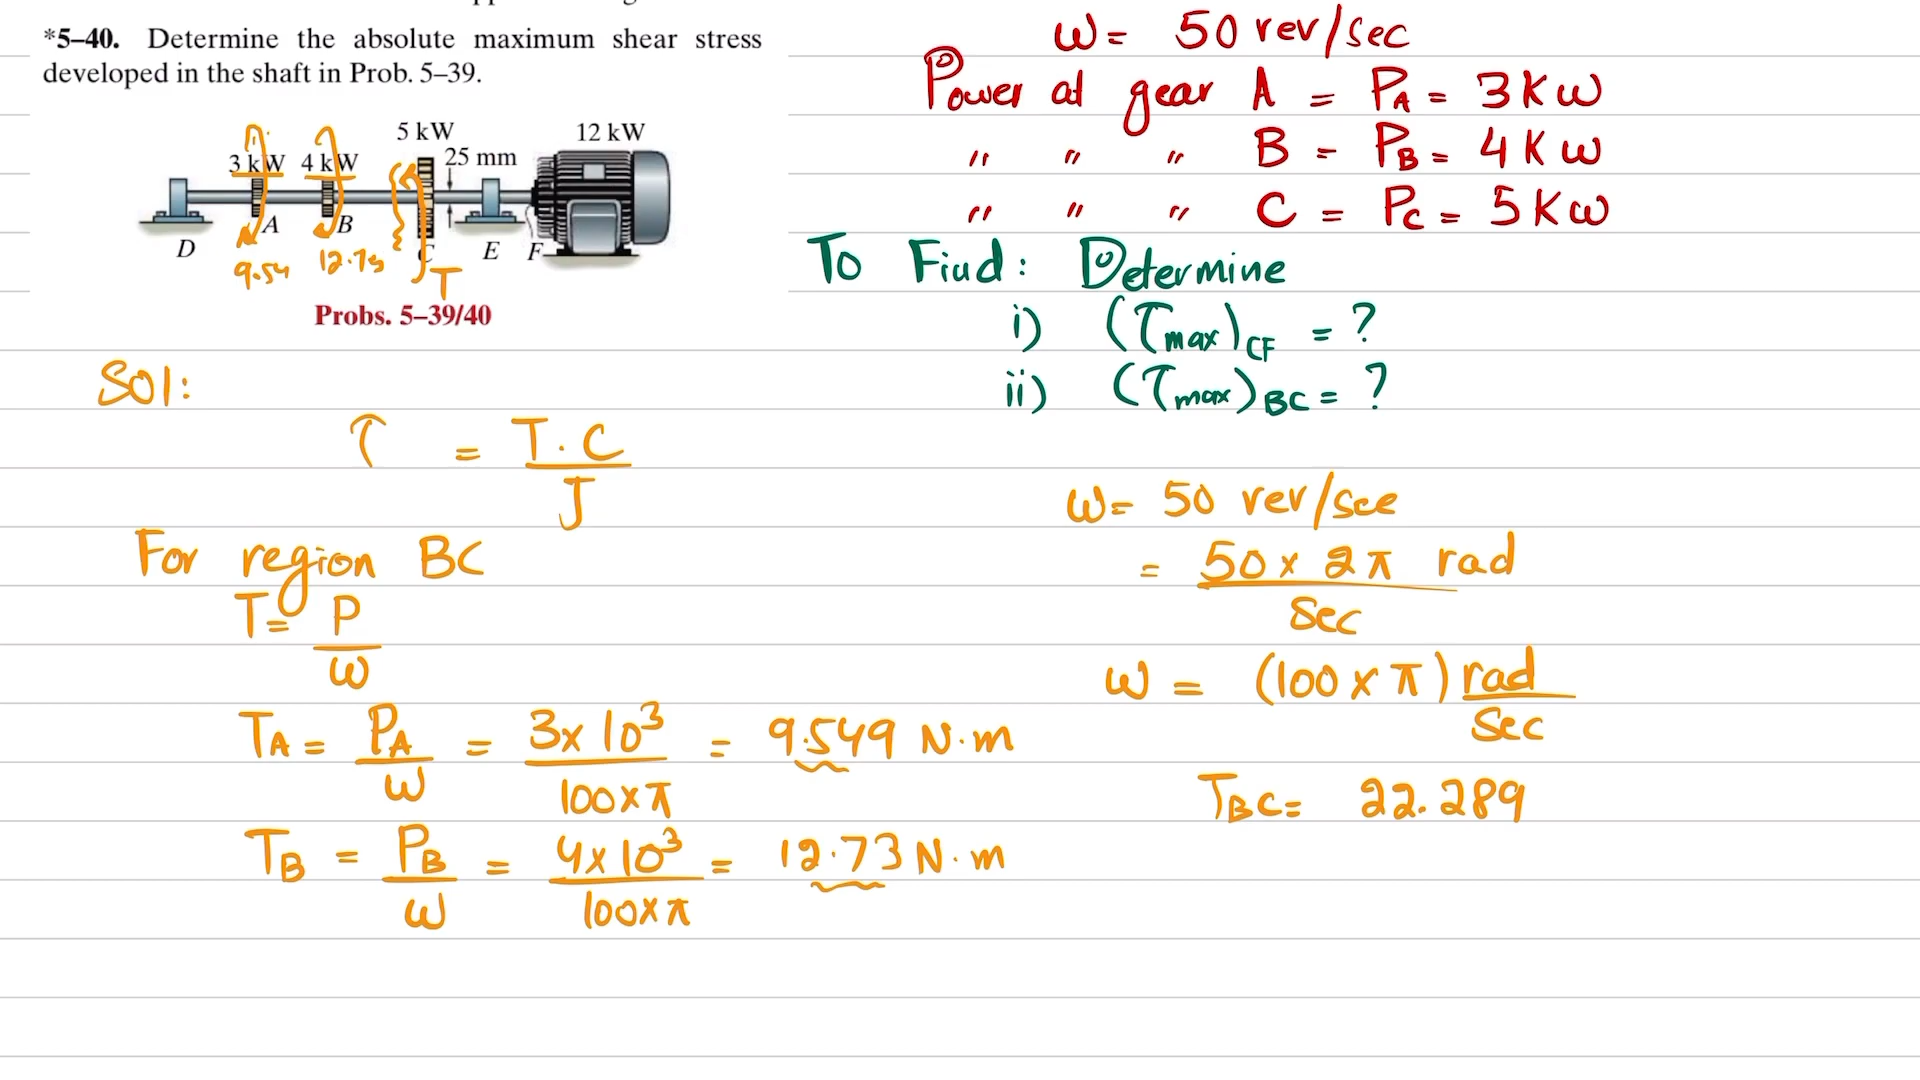 *5–40. Determine the absolute maximum shear stress
developed in the shaft in Prob. 5–39.
5 kW 12 kW
3 kW 4 kW 25 mm
A B
D C E F
9.54 12.73 T
Probs. 5–39/40
ω = 50 rev/sec
Power at gear A = PA = 3 KW
" " " B = PB = 4 KW
" " " C = PC = 5 KW
To Find: Determine
i) (τmax)CF = ?
ii) (τmax)BC = ?
Sol:
τ = T.C / J
For region BC
T = P / ω
TA = PA / ω = 3x10³ / 100xπ = 9.549 N.m
TB = PB / ω = 4x10³ / 100xπ = 12.73 N.m
ω = 50 rev/sec
= 50 x 2π rad / sec
ω = (100 x π) rad / sec
TBC = 22.289